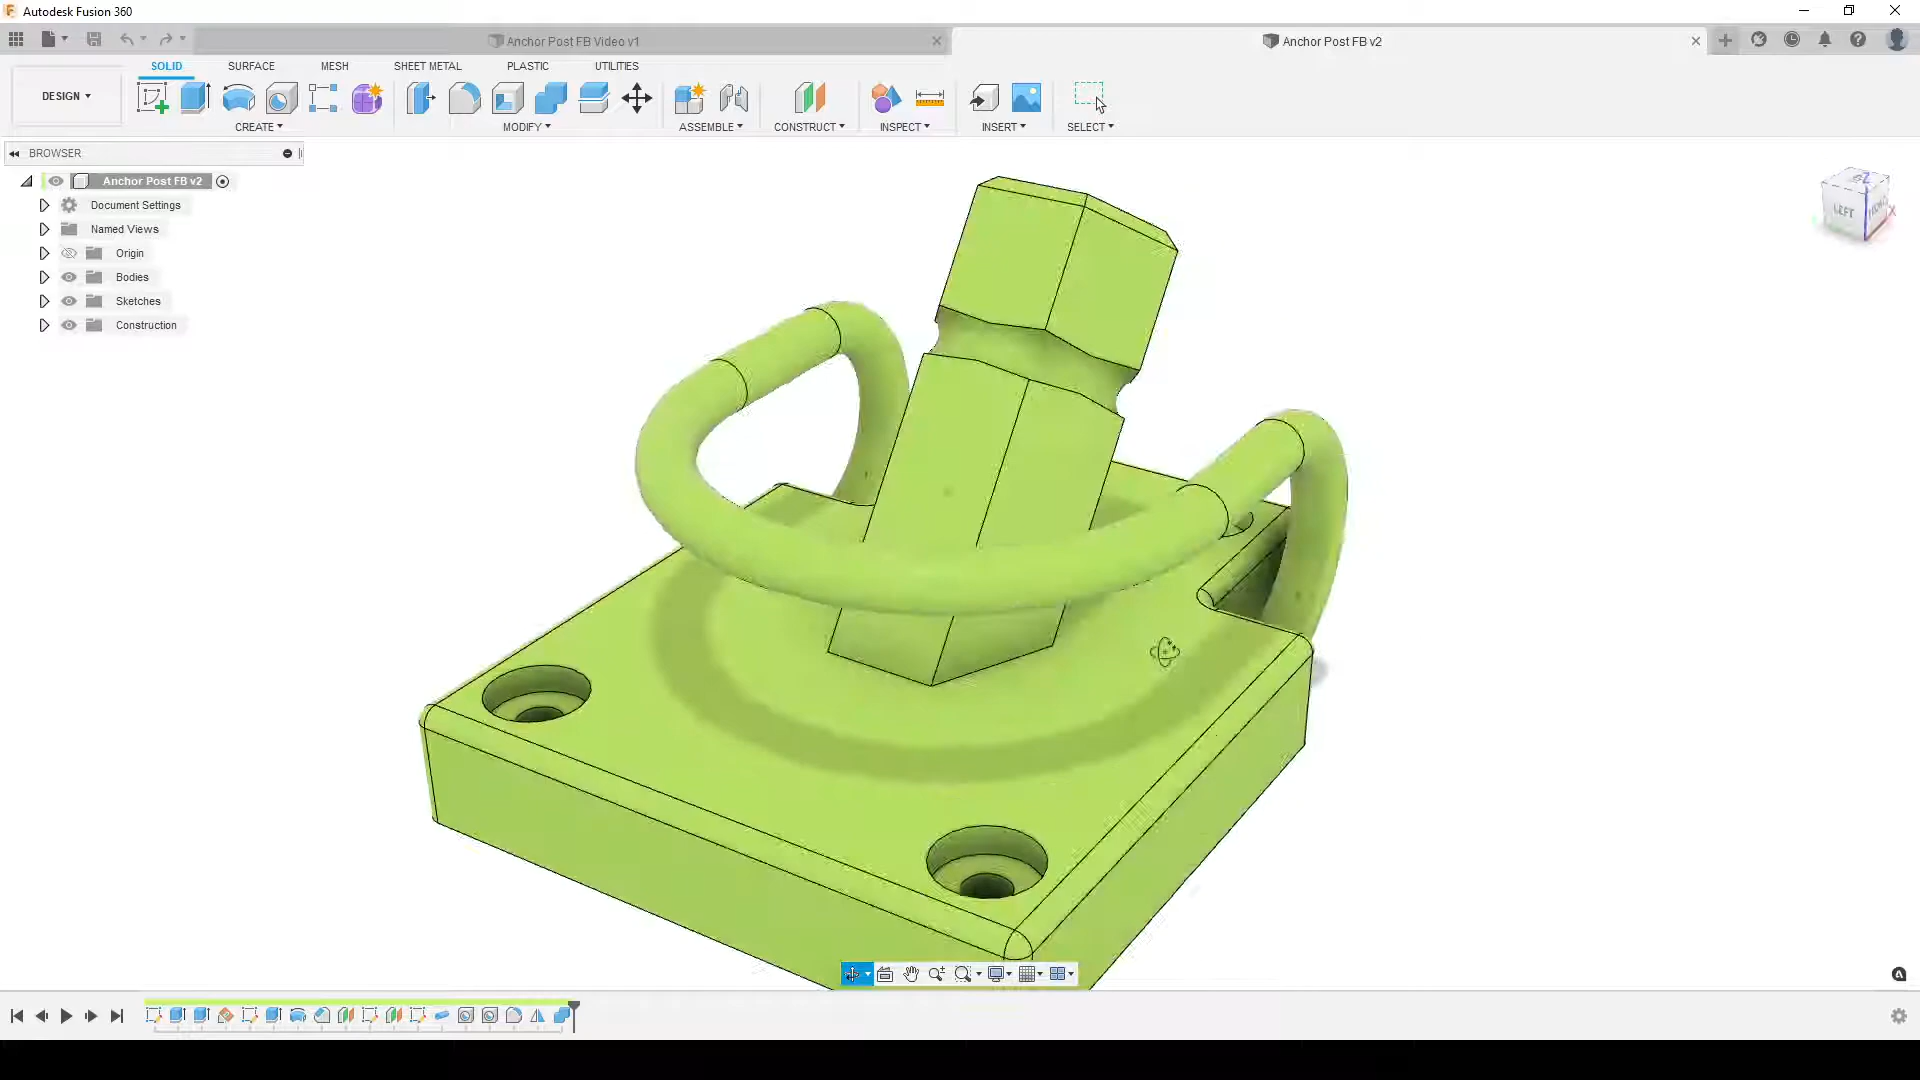 Autodesk Fusion 360
Anchor Post FB Video v1
Anchor Post FB v2
DESIGN
SOLID
SURFACE
MESH
SHEET METAL
PLASTIC
UTILITIES
CREATE
MODIFY
ASSEMBLE
CONSTRUCT
INSPECT
INSERT
SELECT
BROWSER
Anchor Post FB v2
Document Settings
Named Views
Origin
Bodies
Sketches
Construction
LEFT
X